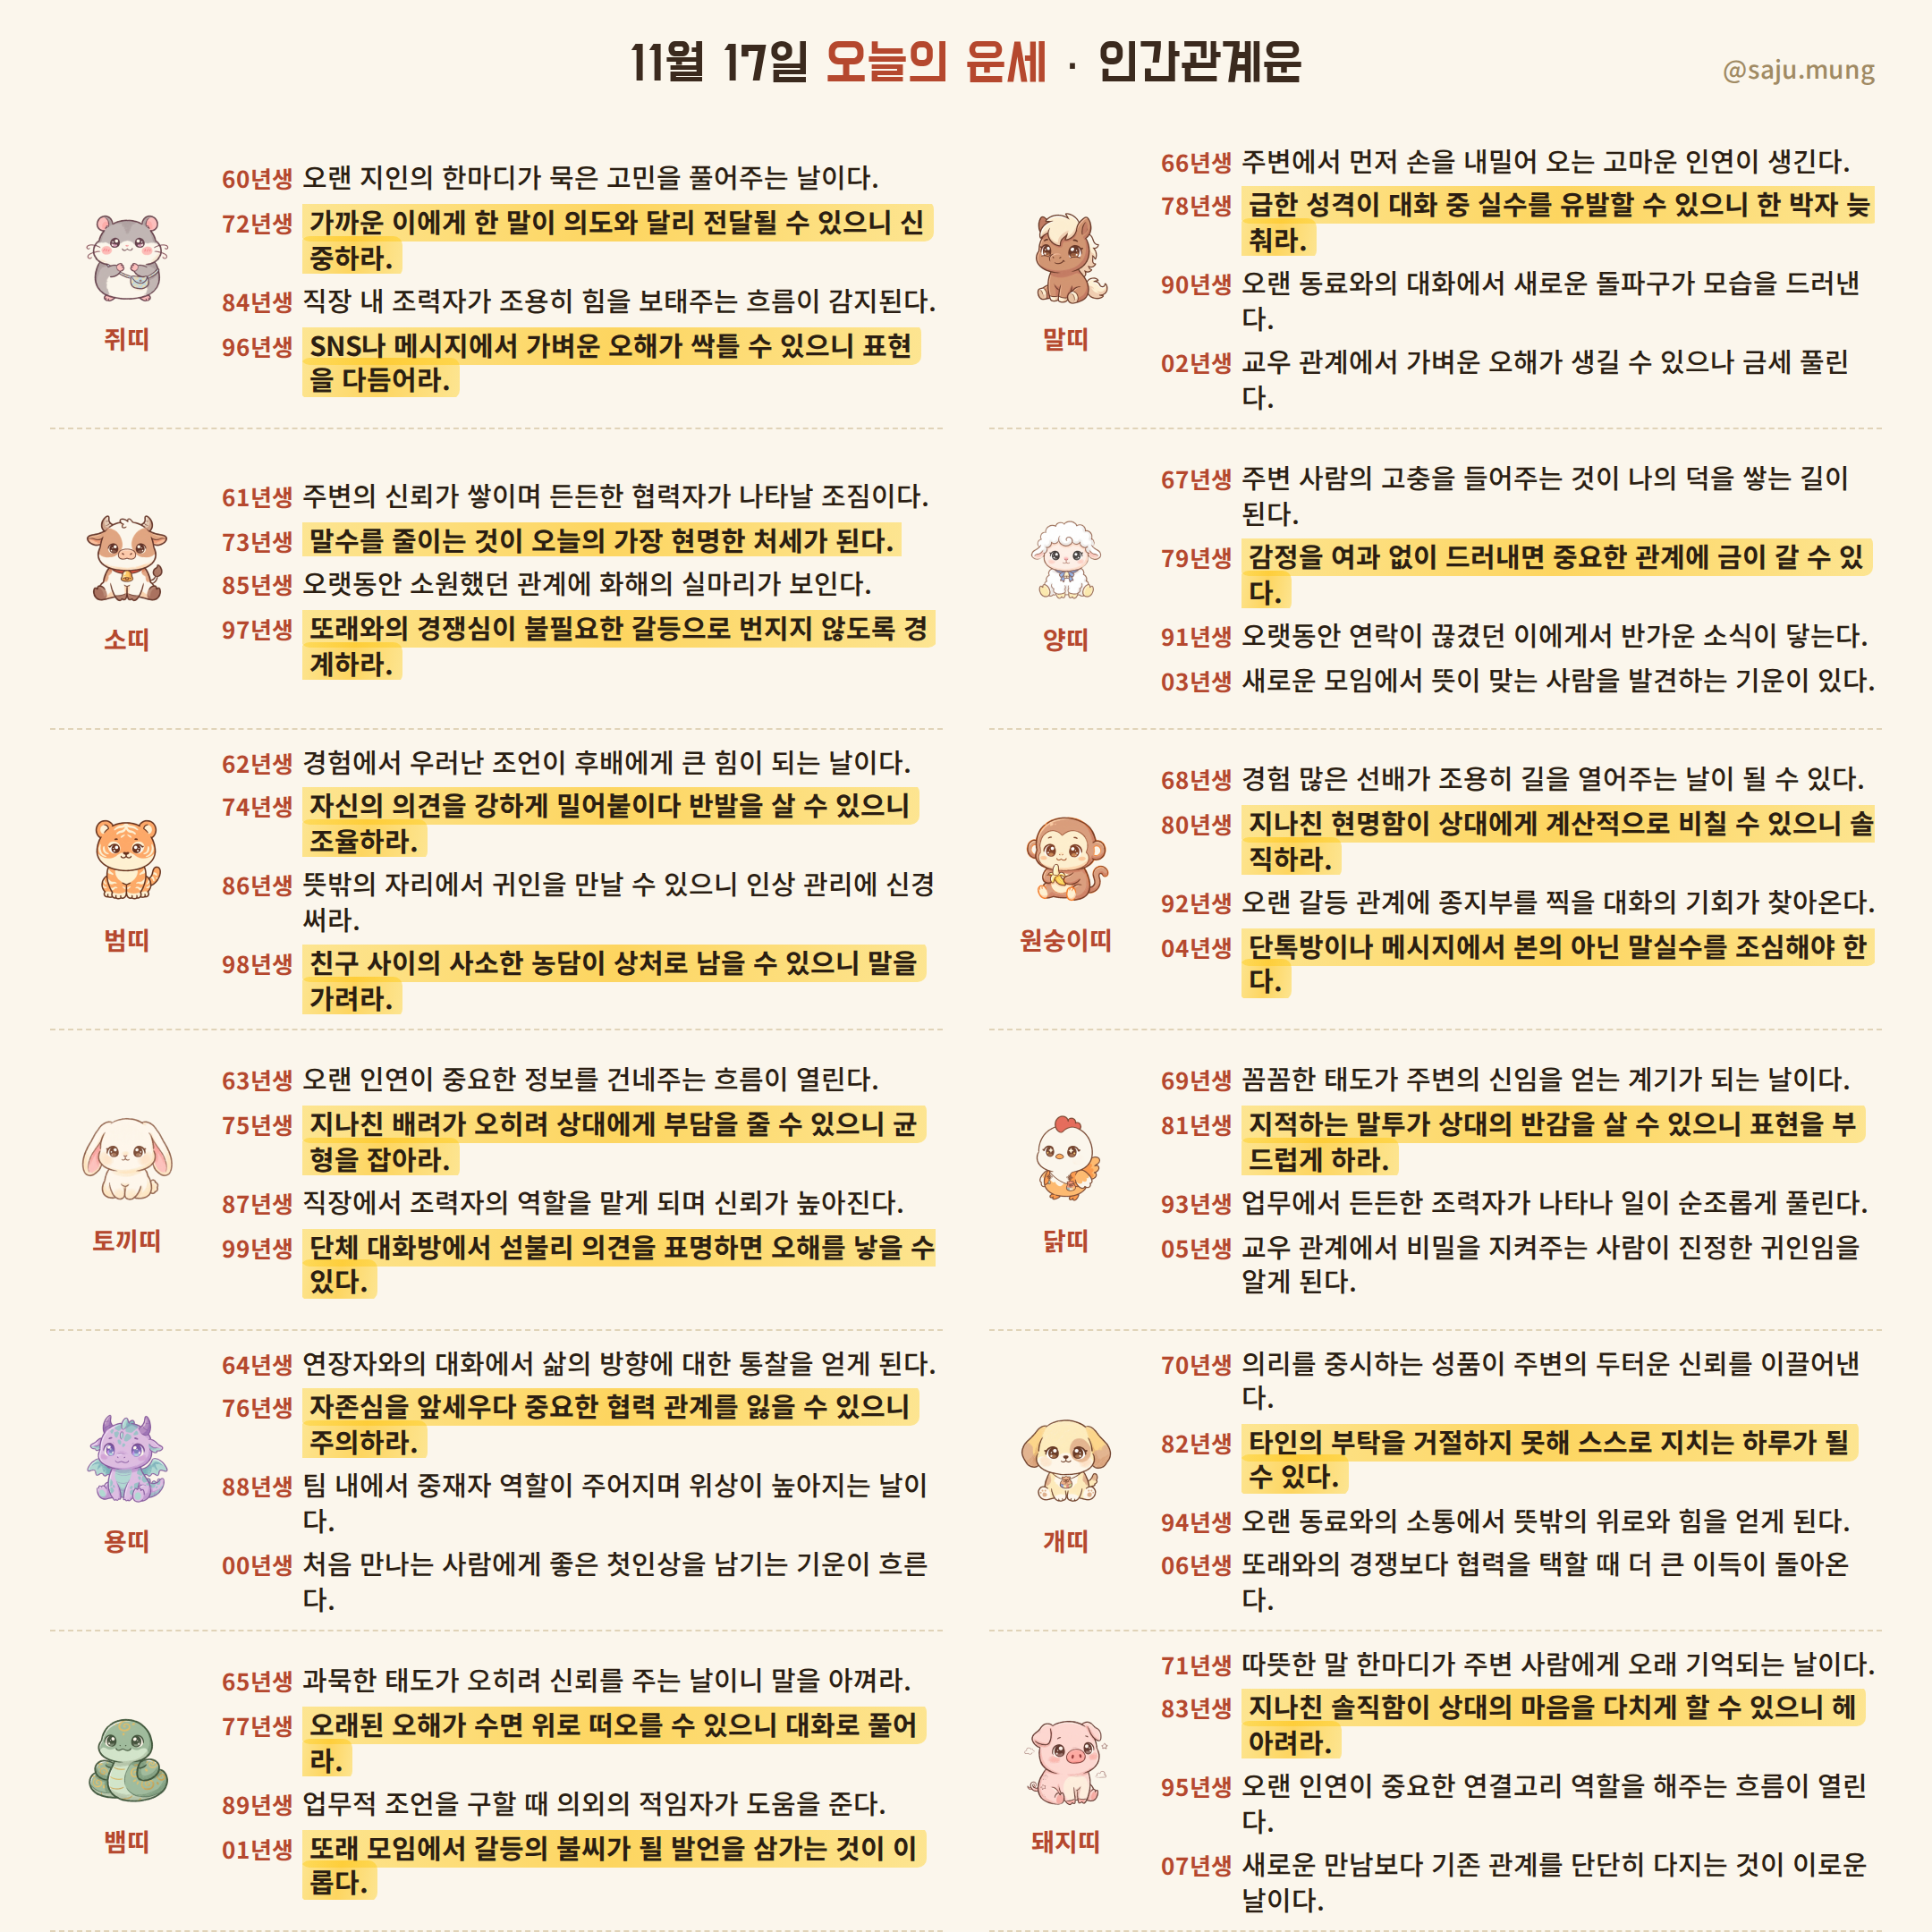 11월 17일 오늘의 운세 · 인간관계운
@saju.mung
쥐띠
60년생 오랜 지인의 한마디가 묵은 고민을 풀어주는 날이다.
72년생 가까운 이에게 한 말이 의도와 달리 전달될 수 있으니 신
중하라.
84년생 직장 내 조력자가 조용히 힘을 보태주는 흐름이 감지된다.
96년생 SNS나 메시지에서 가벼운 오해가 싹틀 수 있으니 표현
을 다듬어라.
소띠
61년생 주변의 신뢰가 쌓이며 든든한 협력자가 나타날 조짐이다.
73년생 말수를 줄이는 것이 오늘의 가장 현명한 처세가 된다.
85년생 오랫동안 소원했던 관계에 화해의 실마리가 보인다.
97년생 또래와의 경쟁심이 불필요한 갈등으로 번지지 않도록 경
계하라.
범띠
62년생 경험에서 우러난 조언이 후배에게 큰 힘이 되는 날이다.
74년생 자신의 의견을 강하게 밀어붙이다 반발을 살 수 있으니
조율하라.
86년생 뜻밖의 자리에서 귀인을 만날 수 있으니 인상 관리에 신경
써라.
98년생 친구 사이의 사소한 농담이 상처로 남을 수 있으니 말을
가려라.
토끼띠
63년생 오랜 인연이 중요한 정보를 건네주는 흐름이 열린다.
75년생 지나친 배려가 오히려 상대에게 부담을 줄 수 있으니 균
형을 잡아라.
87년생 직장에서 조력자의 역할을 맡게 되며 신뢰가 높아진다.
99년생 단체 대화방에서 섣불리 의견을 표명하면 오해를 낳을 수
있다.
용띠
64년생 연장자와의 대화에서 삶의 방향에 대한 통찰을 얻게 된다.
76년생 자존심을 앞세우다 중요한 협력 관계를 잃을 수 있으니
주의하라.
88년생 팀 내에서 중재자 역할이 주어지며 위상이 높아지는 날이
다.
00년생 처음 만나는 사람에게 좋은 첫인상을 남기는 기운이 흐른
다.
뱀띠
65년생 과묵한 태도가 오히려 신뢰를 주는 날이니 말을 아껴라.
77년생 오래된 오해가 수면 위로 떠오를 수 있으니 대화로 풀어
라.
89년생 업무적 조언을 구할 때 의외의 적임자가 도움을 준다.
01년생 또래 모임에서 갈등의 불씨가 될 발언을 삼가는 것이 이
롭다.
말띠
66년생 주변에서 먼저 손을 내밀어 오는 고마운 인연이 생긴다.
78년생 급한 성격이 대화 중 실수를 유발할 수 있으니 한 박자 늦
춰라.
90년생 오랜 동료와의 대화에서 새로운 돌파구가 모습을 드러낸
다.
02년생 교우 관계에서 가벼운 오해가 생길 수 있으나 금세 풀린
다.
양띠
67년생 주변 사람의 고충을 들어주는 것이 나의 덕을 쌓는 길이
된다.
79년생 감정을 여과 없이 드러내면 중요한 관계에 금이 갈 수 있
다.
91년생 오랫동안 연락이 끊겼던 이에게서 반가운 소식이 닿는다.
03년생 새로운 모임에서 뜻이 맞는 사람을 발견하는 기운이 있다.
원숭이띠
68년생 경험 많은 선배가 조용히 길을 열어주는 날이 될 수 있다.
80년생 지나친 현명함이 상대에게 계산적으로 비칠 수 있으니 솔
직하라.
92년생 오랜 갈등 관계에 종지부를 찍을 대화의 기회가 찾아온다.
04년생 단톡방이나 메시지에서 본의 아닌 말실수를 조심해야 한
다.
닭띠
69년생 꼼꼼한 태도가 주변의 신임을 얻는 계기가 되는 날이다.
81년생 지적하는 말투가 상대의 반감을 살 수 있으니 표현을 부
드럽게 하라.
93년생 업무에서 든든한 조력자가 나타나 일이 순조롭게 풀린다.
05년생 교우 관계에서 비밀을 지켜주는 사람이 진정한 귀인임을
알게 된다.
개띠
70년생 의리를 중시하는 성품이 주변의 두터운 신뢰를 이끌어낸
다.
82년생 타인의 부탁을 거절하지 못해 스스로 지치는 하루가 될
수 있다.
94년생 오랜 동료와의 소통에서 뜻밖의 위로와 힘을 얻게 된다.
06년생 또래와의 경쟁보다 협력을 택할 때 더 큰 이득이 돌아온
다.
돼지띠
71년생 따뜻한 말 한마디가 주변 사람에게 오래 기억되는 날이다.
83년생 지나친 솔직함이 상대의 마음을 다치게 할 수 있으니 헤
아려라.
95년생 오랜 인연이 중요한 연결고리 역할을 해주는 흐름이 열린
다.
07년생 새로운 만남보다 기존 관계를 단단히 다지는 것이 이로운
날이다.